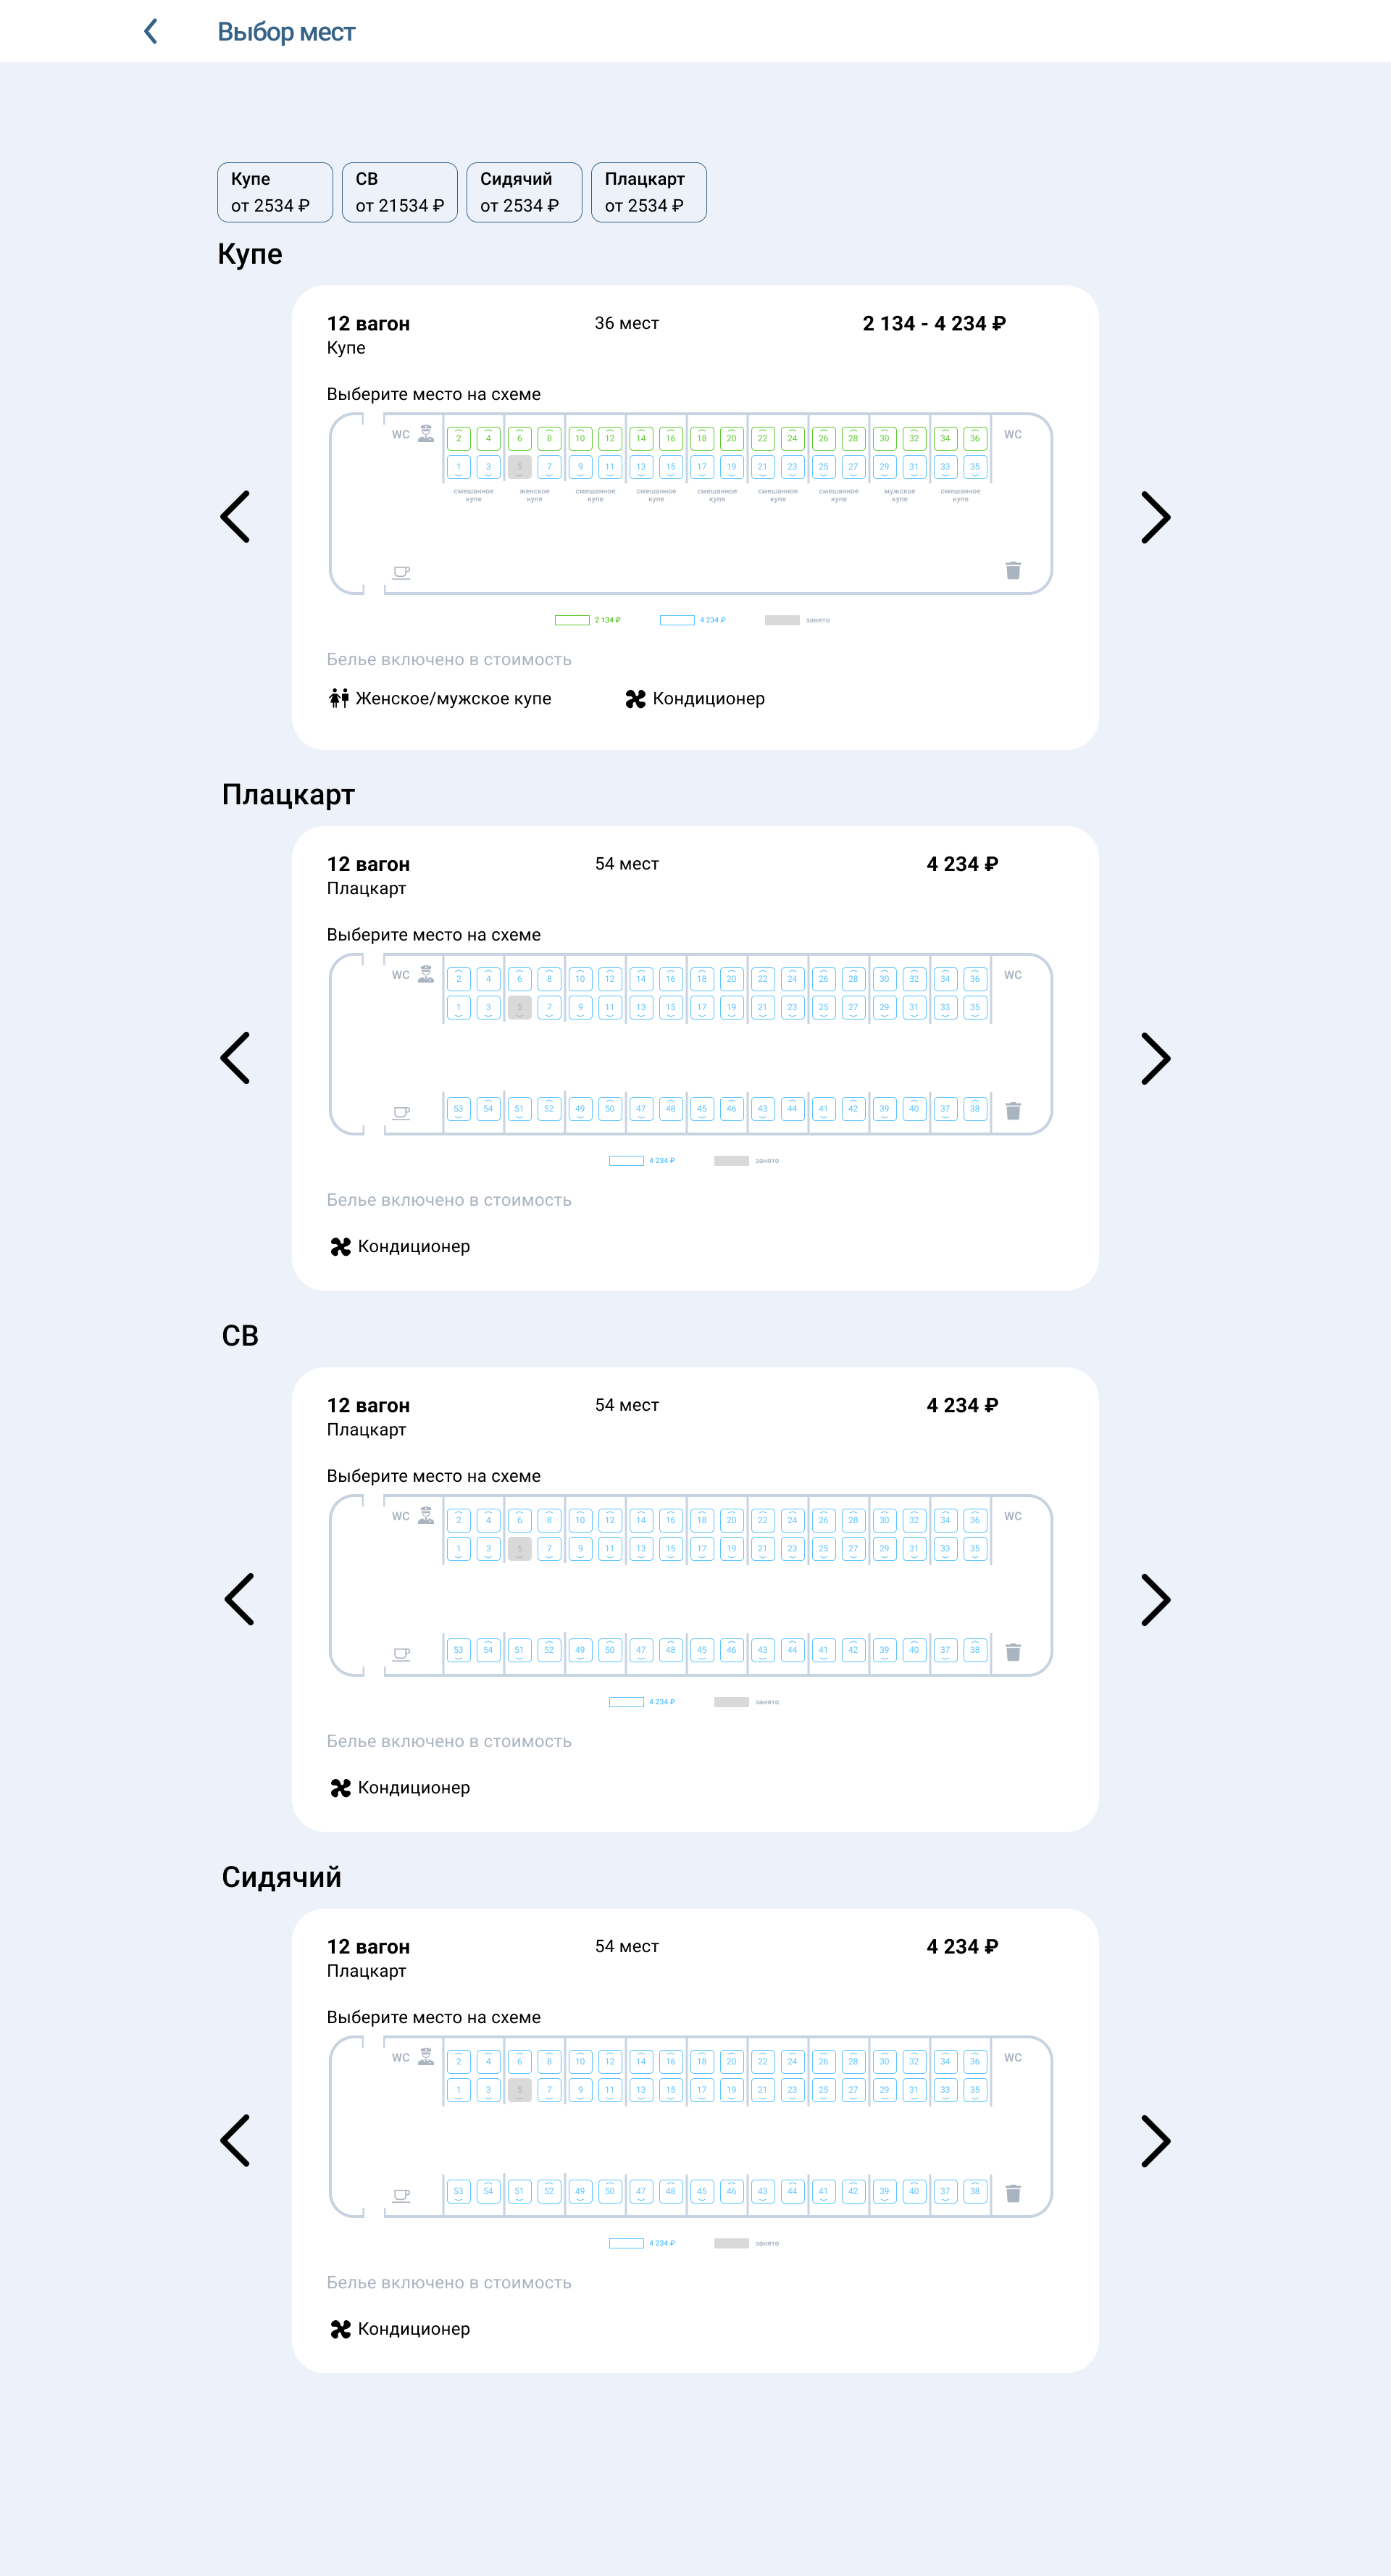 Выбор мест
Купе СВ Сидячий Плацкарт
от 2534 ₽ от 21534 ₽ от 2534 ₽ от 2534 ₽
Купе
12 вагон 36 мест 2 134 - 4 234 ₽
Купе
Выберите место на схеме
WC 2 4 6 8 10 12 14 16 18 20 22 24 26 28 30 32 34 36 WC
1 3 5 7 9 11 13 15 17 19 21 23 25 27 29 31 33 35
смешанное женское смешанное смешанное смешанное смешанное смешанное мужское смешанное
купе купе купе купе купе купе купе купе купе
2 134 ₽ 4 234 ₽ занято
Белье включено в стоимость
Женское/мужское купе Кондиционер
Плацкарт
12 вагон 54 мест 4 234 ₽
Плацкарт
Выберите место на схеме
WC 2 4 6 8 10 12 14 16 18 20 22 24 26 28 30 32 34 36 WC
1 3 5 7 9 11 13 15 17 19 21 23 25 27 29 31 33 35
53 54 51 52 49 50 47 48 45 46 43 44 41 42 39 40 37 38
4 234 ₽ занято
Белье включено в стоимость
Кондиционер
СВ
12 вагон 54 мест 4 234 ₽
Плацкарт
Выберите место на схеме
WC 2 4 6 8 10 12 14 16 18 20 22 24 26 28 30 32 34 36 WC
1 3 5 7 9 11 13 15 17 19 21 23 25 27 29 31 33 35
53 54 51 52 49 50 47 48 45 46 43 44 41 42 39 40 37 38
4 234 ₽ занято
Белье включено в стоимость
Кондиционер
Сидячий
12 вагон 54 мест 4 234 ₽
Плацкарт
Выберите место на схеме
WC 2 4 6 8 10 12 14 16 18 20 22 24 26 28 30 32 34 36 WC
1 3 5 7 9 11 13 15 17 19 21 23 25 27 29 31 33 35
53 54 51 52 49 50 47 48 45 46 43 44 41 42 39 40 37 38
4 234 ₽ занято
Белье включено в стоимость
Кондиционер